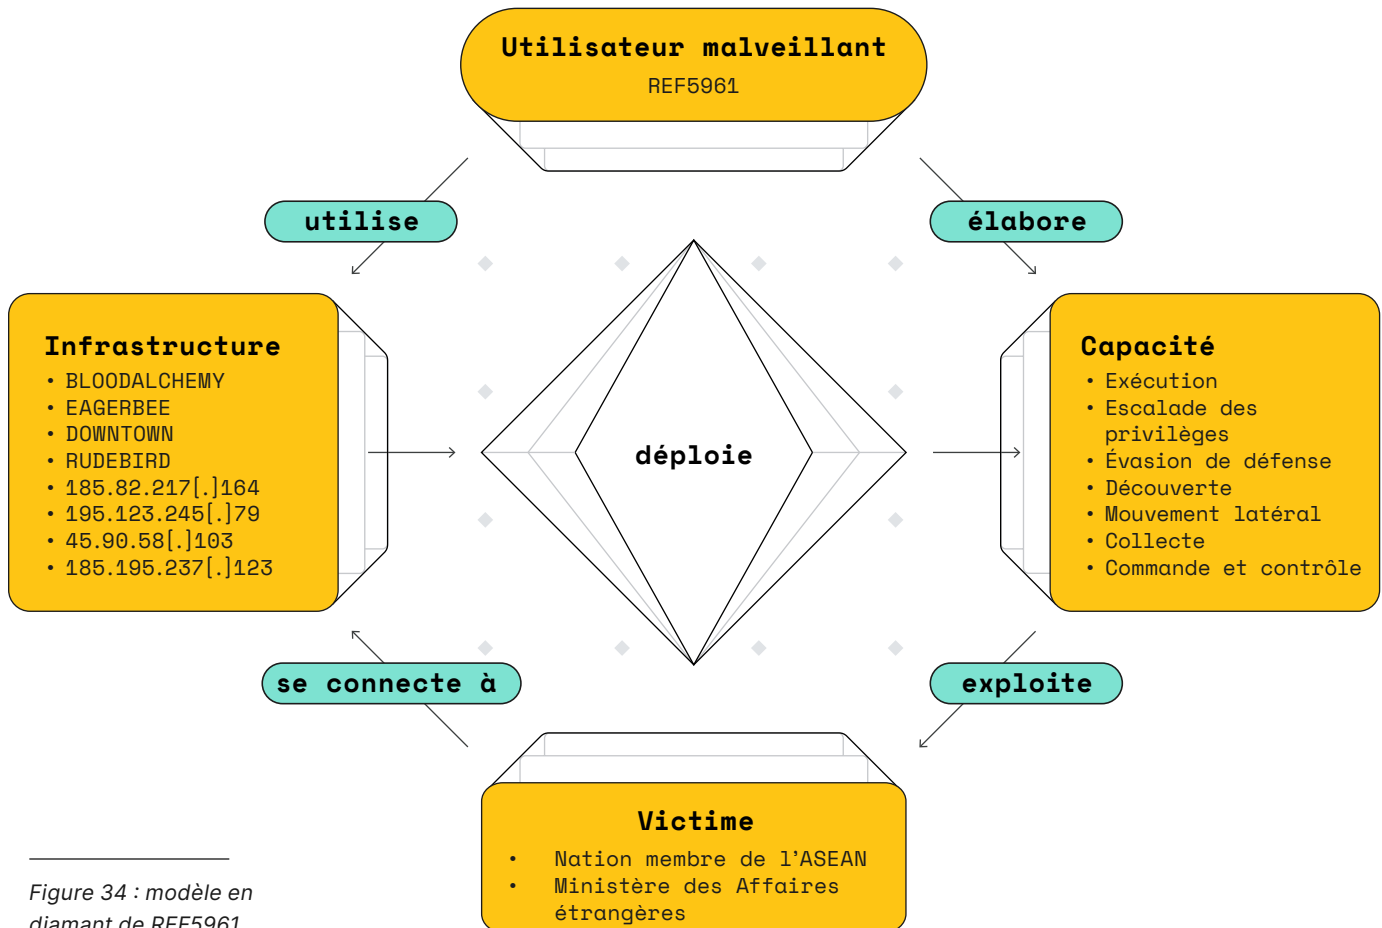 Utilisateur malveillant
REF5961
utilise
élabore
Infrastructure
• BLOODALCHEMY
• EAGERBEE
• DOWNTOWN
• RUDEBIRD
• 185.82.217[.]164
• 195.123.245[.]79
• 45.90.58[.]103
• 185.195.237[.]123
déploie
Capacité
• Exécution
• Escalade des
privilèges
• Évasion de défense
• Découverte
• Mouvement latéral
• Collecte
• Commande et contrôle
se connecte à
exploite
Victime
• Nation membre de l'ASEAN
• Ministère des Affaires
étrangères
Figure 34 : modèle en
diamant de REF5961